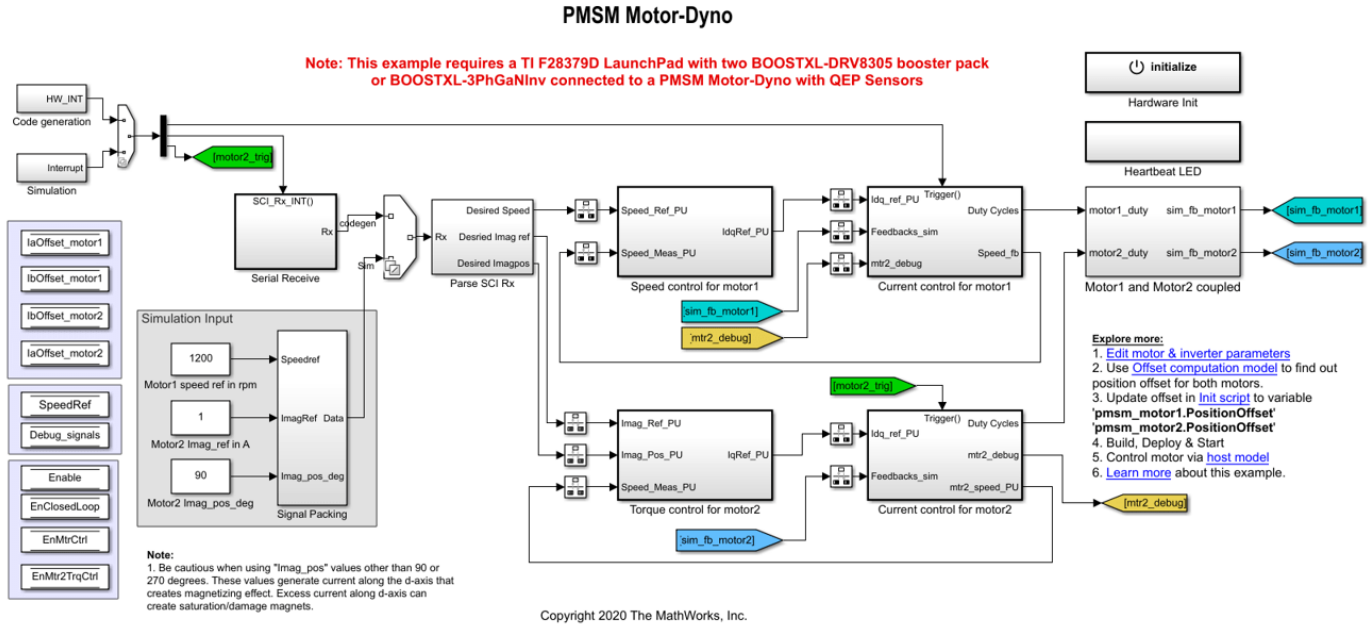 PMSM Motor-Dyno
Note: This example requires a TI F28379D LaunchPad with two BOOSTXL-DRV8305 booster pack
or BOOSTXL-3PhGaNInv connected to a PMSM Motor-Dyno with QEP Sensors
HW_INT
Code generation
Interrupt
Simulation
[motor2_trig]
initialize
Hardware Init
Heartbeat LED
IaOffset_motor1
IbOffset_motor1
IbOffset_motor2
IaOffset_motor2
SpeedRef
Debug_signals
Enable
EnClosedLoop
EnMtrCtrl
EnMtr2TrqCtrl
SCI_Rx_INT()
Rx
Serial Receive
codegen
Sim
Rx
Desired Speed
Desried Imag ref
Desired Imagpos
Parse SCI Rx
Simulation Input
1200
Motor1 speed ref in rpm
1
Motor2 Imag_ref in A
90
Motor2 Imag_pos_deg
Speedref
ImagRef
Data
Imag_pos_deg
Signal Packing
Speed_Ref_PU
IdqRef_PU
Speed_Meas_PU
Speed control for motor1
Trigger()
Idq_ref_PU
Duty Cycles
Feedbacks_sim
Speed_fb
mtr2_debug
Current control for motor1
[sim_fb_motor1]
[mtr2_debug]
motor1_duty
sim_fb_motor1
motor2_duty
sim_fb_motor2
Motor1 and Motor2 coupled
[sim_fb_motor1]
[sim_fb_motor2]
[motor2_trig]
Imag_Ref_PU
Imag_Pos_PU
IqRef_PU
Speed_Meas_PU
Torque control for motor2
Trigger()
Idq_ref_PU
Duty Cycles
mtr2_debug
Feedbacks_sim
mtr2_speed_PU
Current control for motor2
[sim_fb_motor2]
[mtr2_debug]
Explore more:
1. Edit motor & inverter parameters
2. Use Offset computation model to find out
position offset for both motors.
3. Update offset in Init script to variable
'pmsm_motor1.PositionOffset'
'pmsm_motor2.PositionOffset'
4. Build, Deploy & Start
5. Control motor via host model
6. Learn more about this example.
Note:
1. Be cautious when using "Imag_pos" values other than 90 or
270 degrees. These values generate current along the d-axis that
creates magnetizing effect. Excess current along d-axis can
create saturation/damage magnets.
Copyright 2020 The MathWorks, Inc.